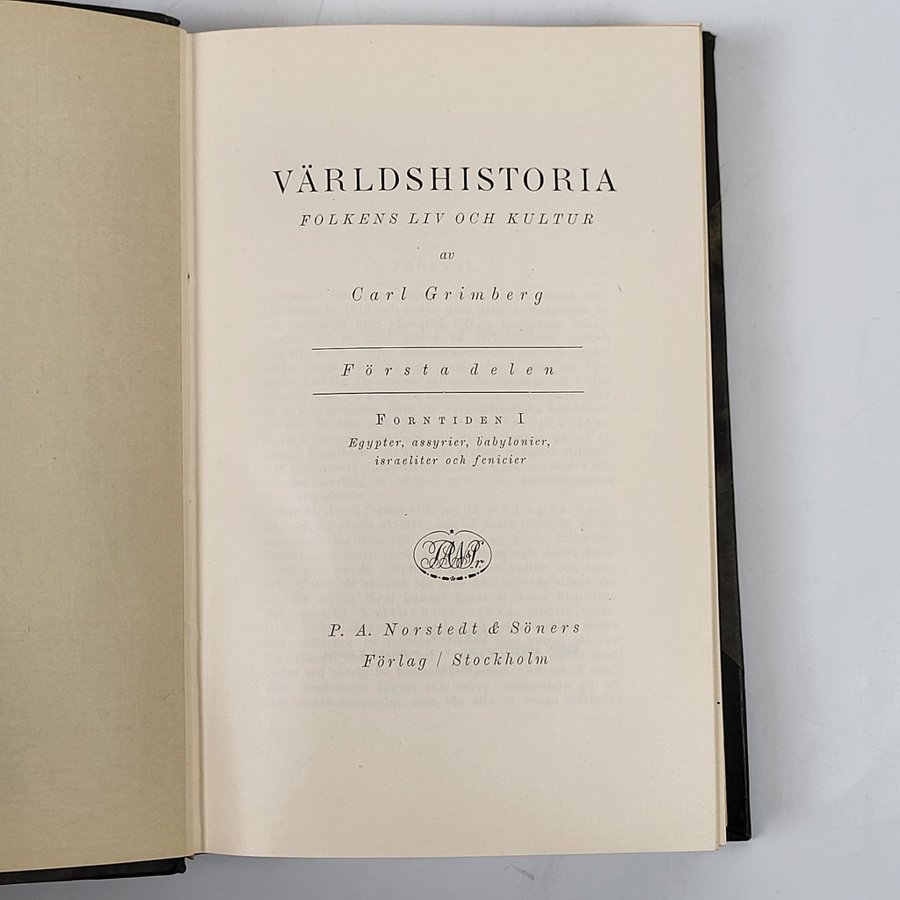 VÄRLDSHISTORIA
FOLKENS LIV OCH KULTUR
av
Carl Grimberg
Första delen
FORNTIDEN I
Egypter, assyrier, babylonier,
israeliter och fenicier
P. A. Norstedt & Söners
Förlag / Stockholm